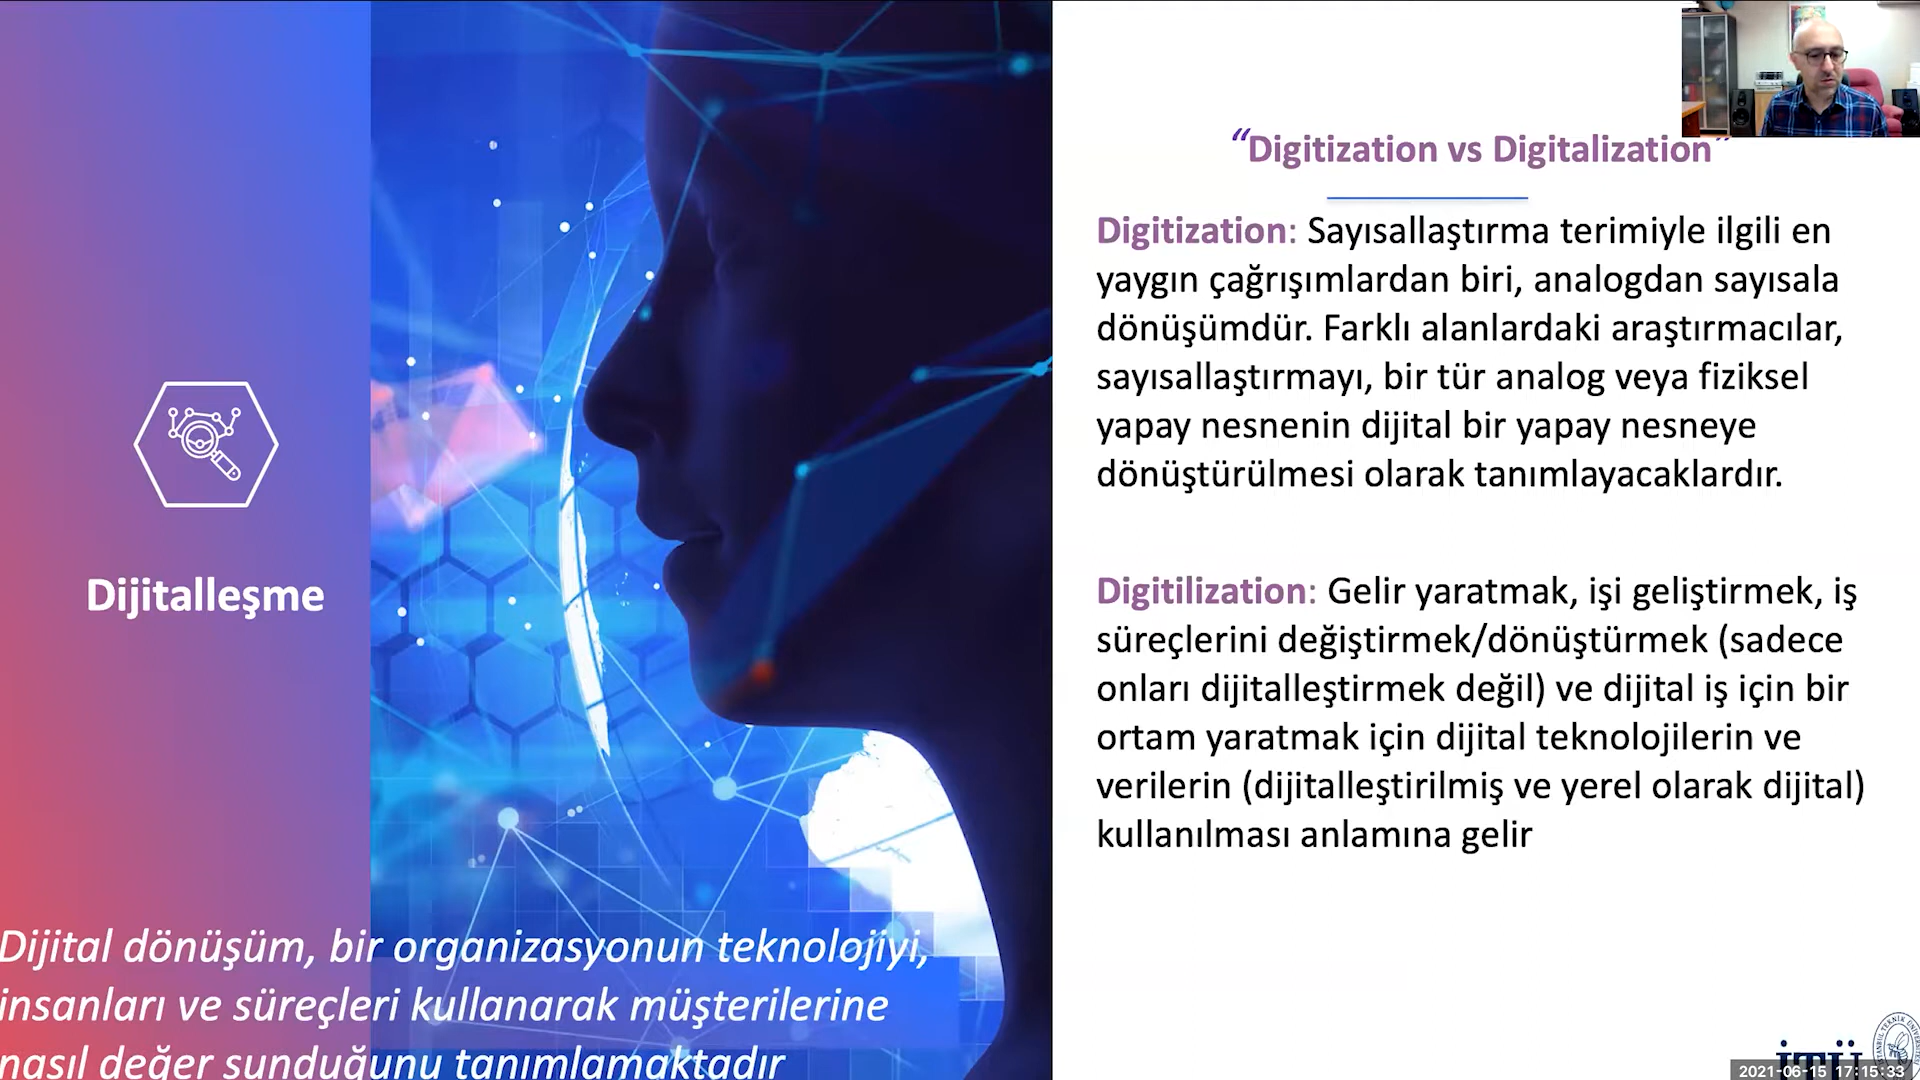 “Digitization vs Digitalization”
Digitization: Sayısallaştırma terimiyle ilgili en
yaygın çağrışımlardan biri, analogdan sayısala
dönüşümdür. Farklı alanlardaki araştırmacılar,
sayısallaştırmayı, bir tür analog veya fiziksel
yapay nesnenin dijital bir yapay nesneye
dönüştürülmesi olarak tanımlayacaklardır.
Digitilization: Gelir yaratmak, işi geliştirmek, iş
süreçlerini değiştirmek/dönüştürmek (sadece
onları dijitalleştirmek değil) ve dijital iş için bir
ortam yaratmak için dijital teknolojilerin ve
verilerin (dijitalleştirilmiş ve yerel olarak dijital)
kullanılması anlamına gelir
Dijitalleşme
Dijital dönüşüm, bir organizasyonun teknolojiyi,
insanları ve süreçleri kullanarak müşterilerine
nasıl değer sunduğunu tanımlamaktadır
İTÜ
2021-06-15 17:15:33